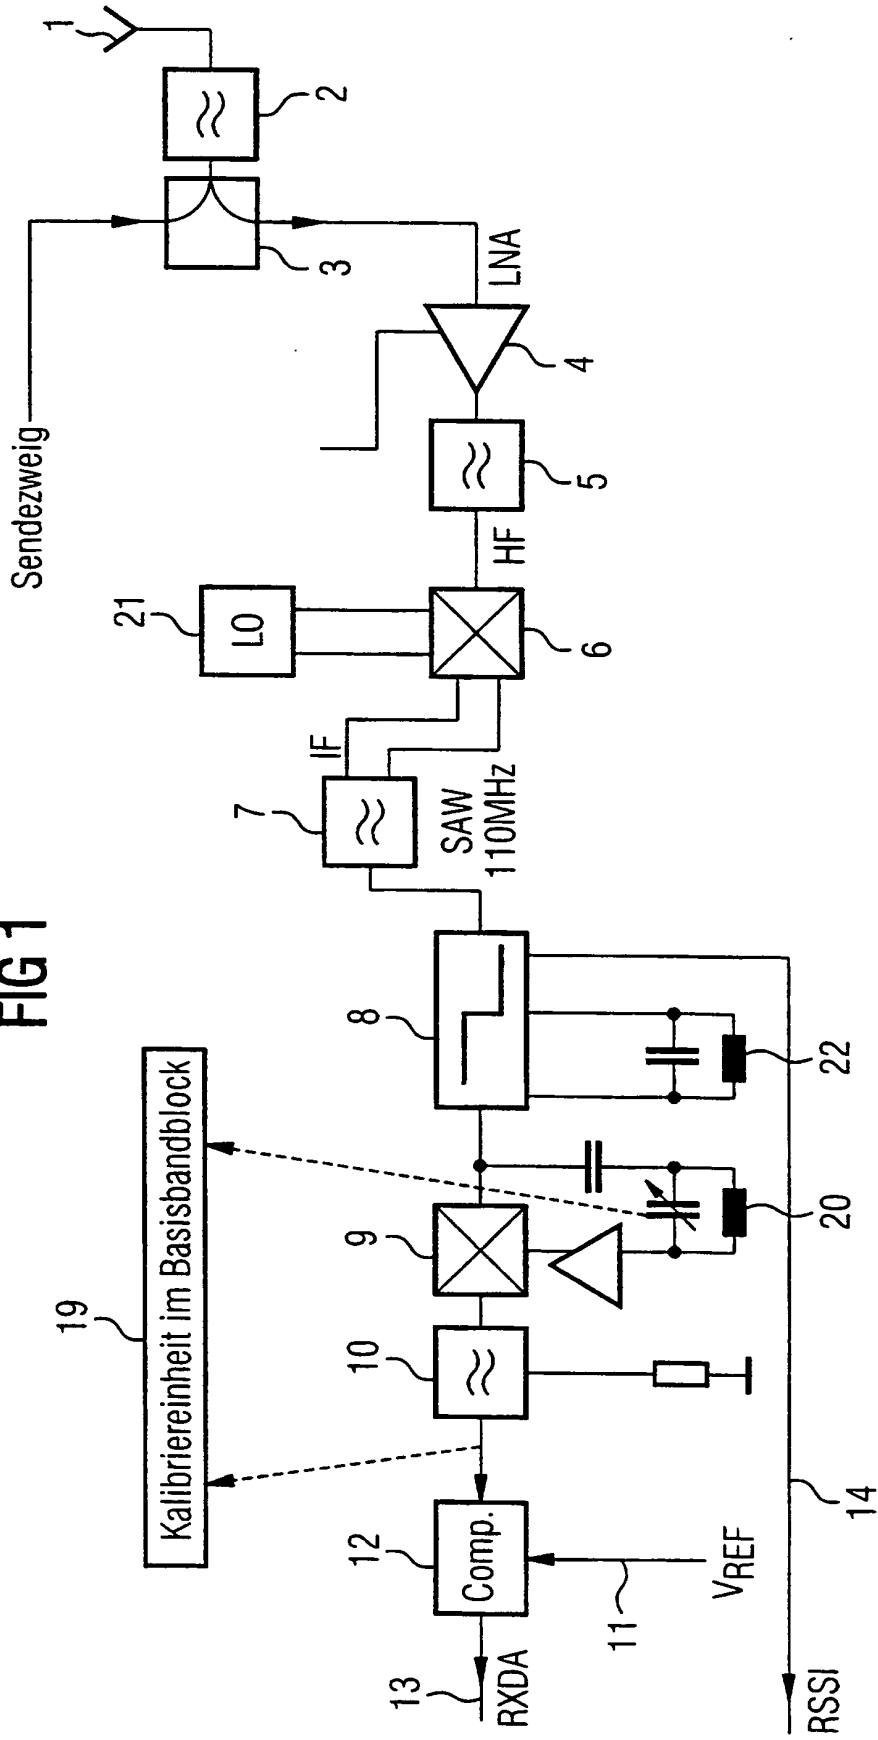 FIG 1
19
Kalibriereinheit im Basisbandblock
Sendezweig
1
2
3
LNA
4
5
HF
21
LO
6
IF
7
SAW
110MHz
8
22
9
20
10
12
Comp.
11
VREF
13
RXDA
14
RSSI